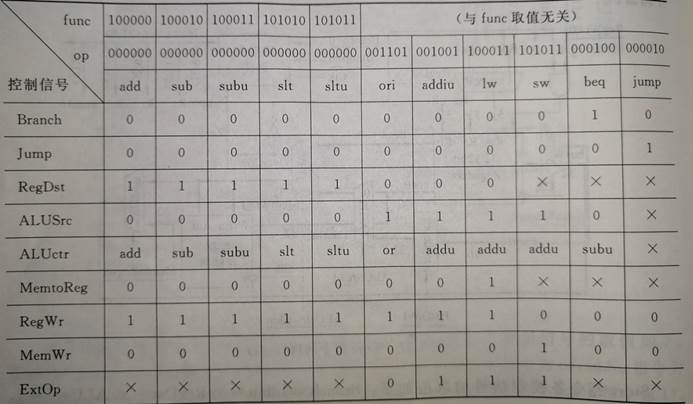 func 100000 100010 100011 101010 101011 （与 func 取值无关）
op 000000 000000 000000 000000 000000 001101 001001 100011 101011 000100 000010
控制信号 add sub subu slt sltu ori addiu lw sw beq jump
Branch 0 0 0 0 0 0 0 0 0 1 0
Jump 0 0 0 0 0 0 0 0 0 0 1
RegDst 1 1 1 1 1 0 0 0 × × ×
ALUSrc 0 0 0 0 0 1 1 1 1 0 ×
ALUctr add sub subu slt sltu or addu addu addu subu ×
MemtoReg 0 0 0 0 0 0 0 1 × × ×
RegWr 1 1 1 1 1 1 1 1 0 0 0
MemWr 0 0 0 0 0 0 0 0 1 0 0
ExtOp × × × × × 0 1 1 1 × ×